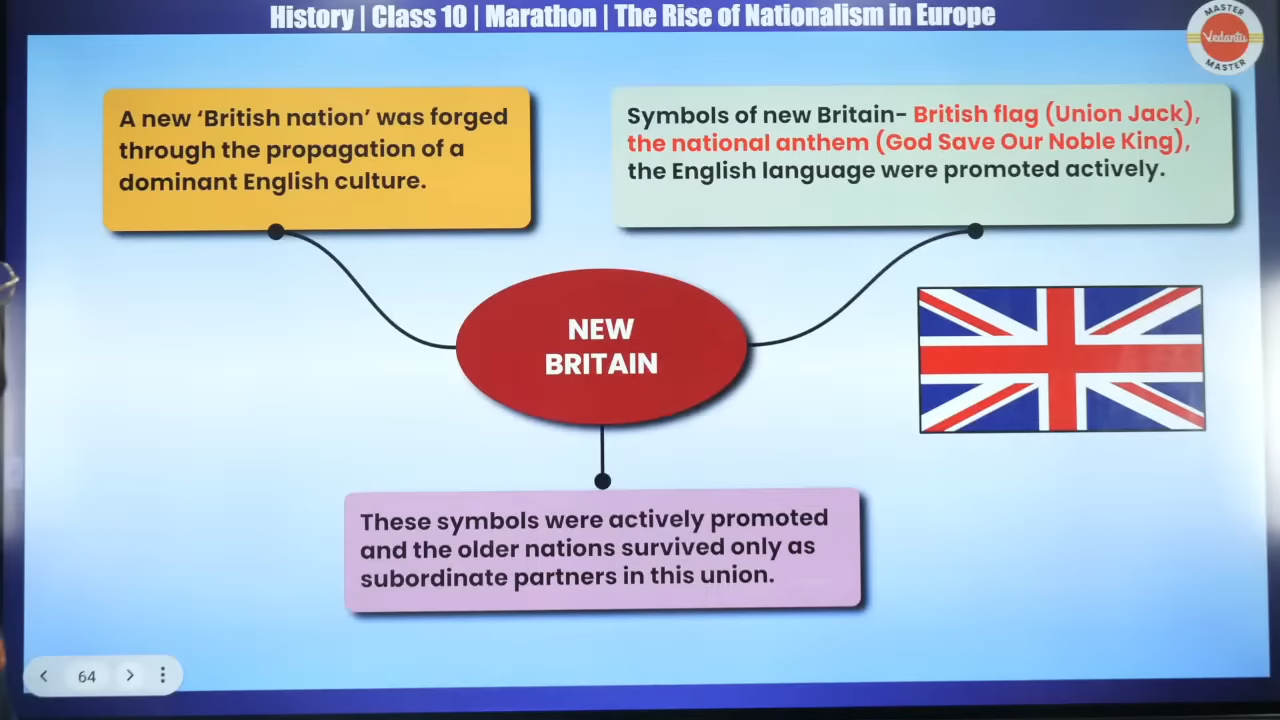 History | Class 10 | Marathon | The Rise of Nationalism in Europe
MASTER
Vedantu
MASTER
A new ‘British nation’ was forged
through the propagation of a
dominant English culture.
Symbols of new Britain- British flag (Union Jack),
the national anthem (God Save Our Noble King),
the English language were promoted actively.
NEW
BRITAIN
These symbols were actively promoted
and the older nations survived only as
subordinate partners in this union.
64